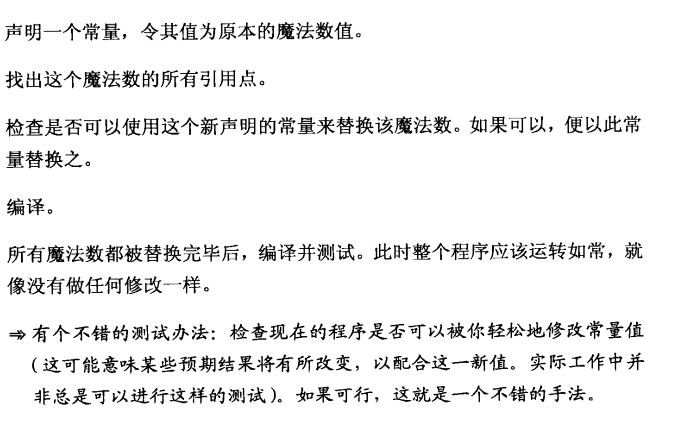 声明一个常量，令其值为原本的魔法数值。
找出这个魔法数的所有引用点。
检查是否可以使用这个新声明的常量来替换该魔法数。如果可以，便以此常
量替换之。
编译。
所有魔法数都被替换完毕后，编译并测试。此时整个程序应该运转如常，就
像没有做任何修改一样。
⇒ 有个不错的测试办法：检查现在的程序是否可以被你轻松地修改常量值
（这可能意味某些预期结果将有所改变，以配合这一新值。实际工作中并
非总是可以进行这样的测试）。如果可行，这就是一个不错的手法。